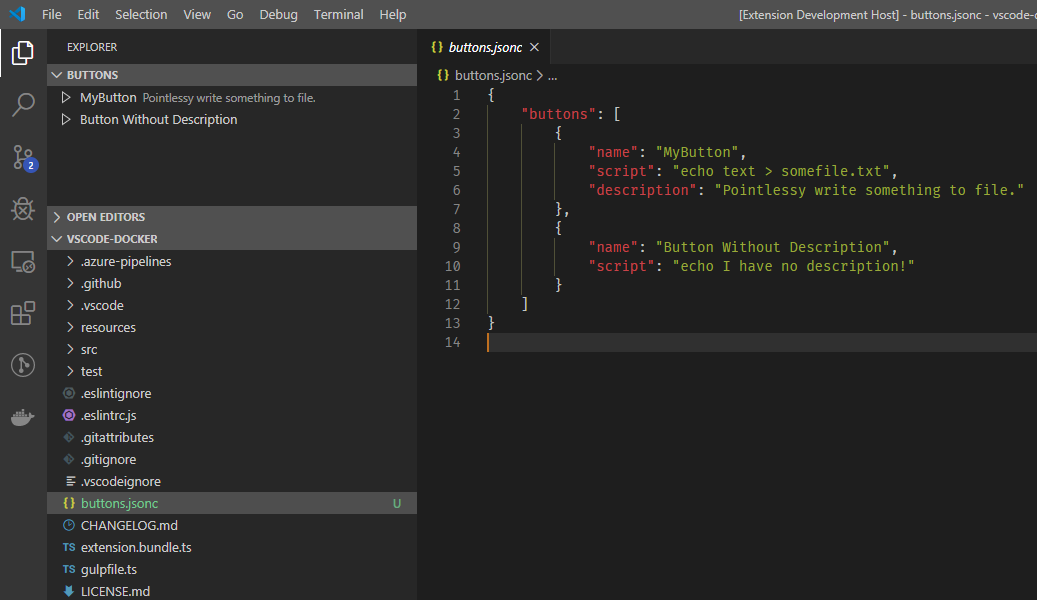 File Edit Selection View Go Debug Terminal Help [Extension Development Host] - buttons.jsonc - vscode-
EXPLORER
BUTTONS
MyButton Pointlessy write something to file.
Button Without Description
2
OPEN EDITORS
VSCODE-DOCKER
.azure-pipelines
.github
.vscode
resources
src
test
.eslintignore
.eslintrc.js
.gitattributes
.gitignore
.vscodeignore
buttons.jsonc U
CHANGELOG.md
TS extension.bundle.ts
TS gulpfile.ts
LICENSE.md
{} buttons.jsonc ×
{} buttons.jsonc > ...
1 {
2 "buttons": [
3 {
4 "name": "MyButton",
5 "script": "echo text > somefile.txt",
6 "description": "Pointlessy write something to file."
7 },
8 {
9 "name": "Button Without Description",
10 "script": "echo I have no description!"
11 }
12 ]
13 }
14